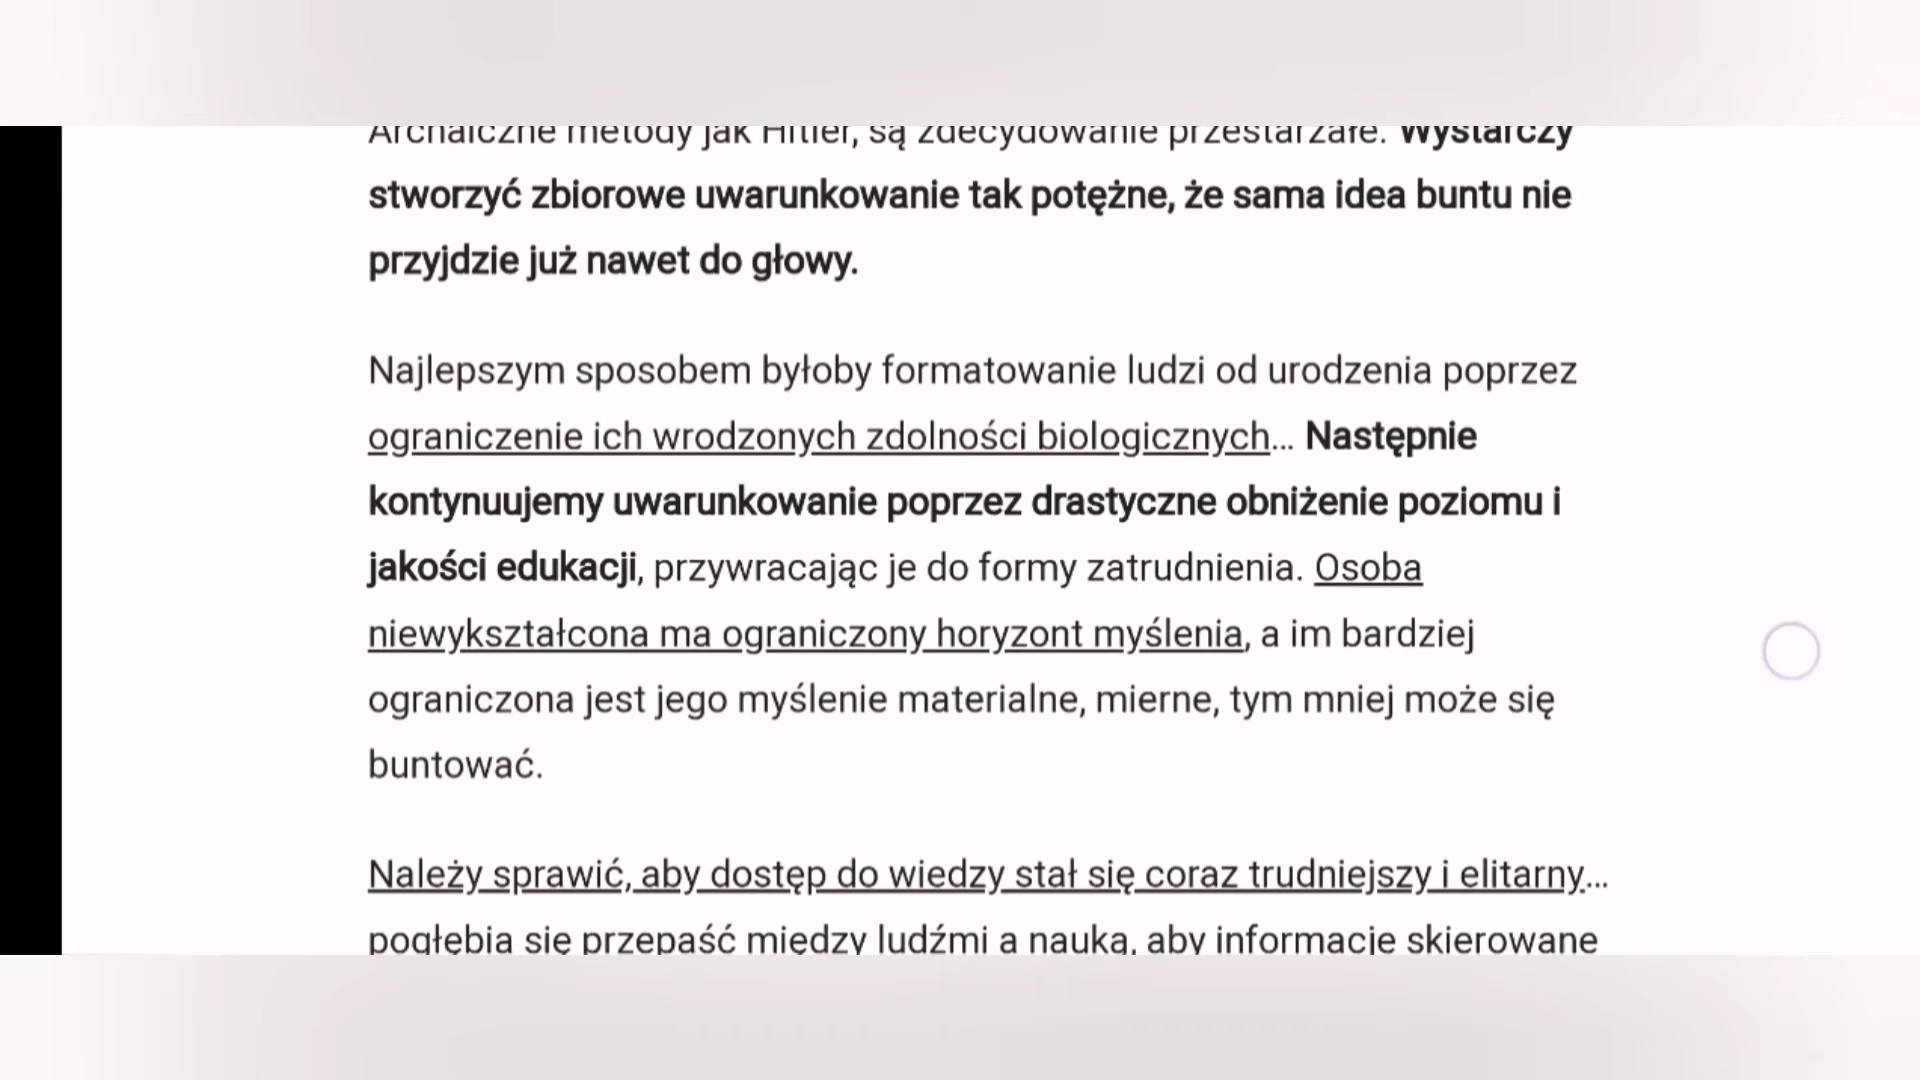 Archaiczne metody jak Hitler, są zdecydowanie przestarzałe. Wystarczy
stworzyć zbiorowe uwarunkowanie tak potężne, że sama idea buntu nie
przyjdzie już nawet do głowy.
Najlepszym sposobem byłoby formatowanie ludzi od urodzenia poprzez
ograniczenie ich wrodzonych zdolności biologicznych... Następnie
kontynuujemy uwarunkowanie poprzez drastyczne obniżenie poziomu i
jakości edukacji, przywracając je do formy zatrudnienia. Osoba
niewykształcona ma ograniczony horyzont myślenia, a im bardziej
ograniczona jest jego myślenie materialne, mierne, tym mniej może się
buntować.
Należy sprawić, aby dostęp do wiedzy stał się coraz trudniejszy i elitarny...
pogłębia się przepaść między ludźmi a nauką, aby informacje skierowane